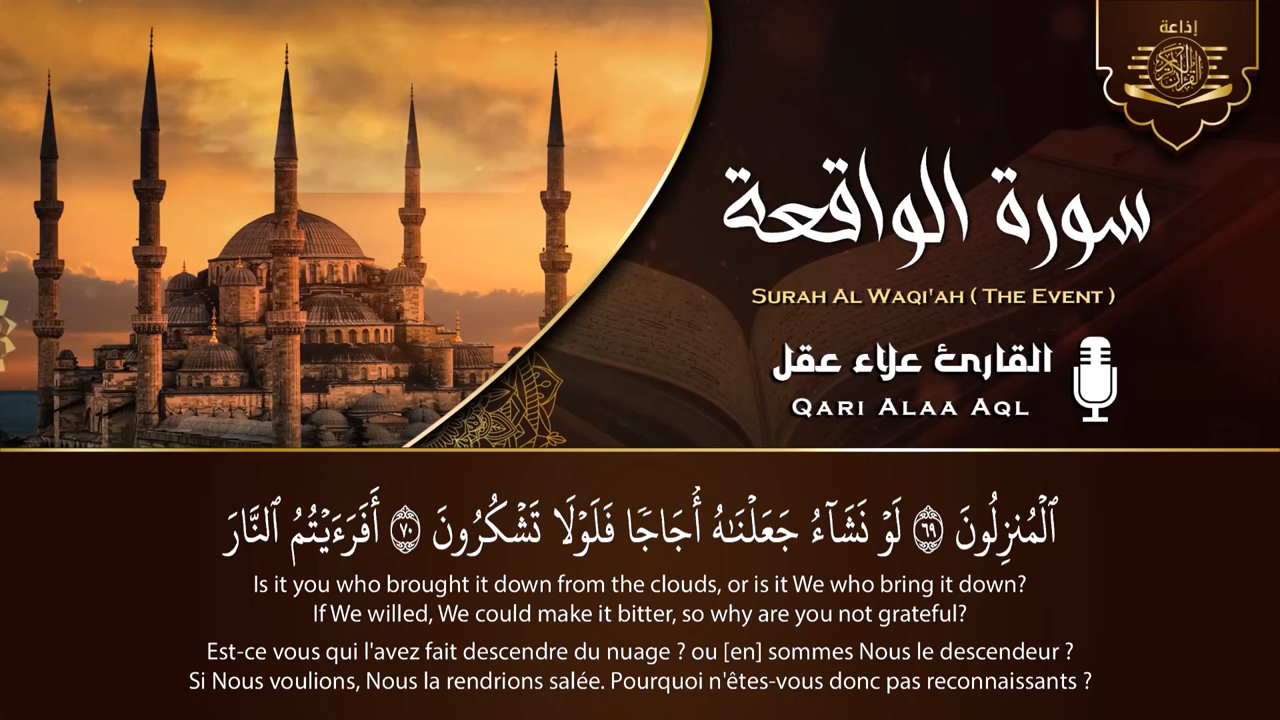 إذاعة
القرآن الكريم
سورة الواقعة
SURAH AL WAQI'AH ( THE EVENT )
القارئ علاء عقل
QARI ALAA AQL
ٱلْمُنزِلُونَ ٦٩ لَوْ نَشَآءُ جَعَلْنَٰهُ أُجَاجًا فَلَوْلَا تَشْكُرُونَ ٧٠ أَفَرَءَيْتُمُ ٱلنَّارَ
Is it you who brought it down from the clouds, or is it We who bring it down?
If We willed, We could make it bitter, so why are you not grateful?
Est-ce vous qui l'avez fait descendre du nuage ? ou [en] sommes Nous le descendeur ?
Si Nous voulions, Nous la rendrions salée. Pourquoi n'êtes-vous donc pas reconnaissants ?